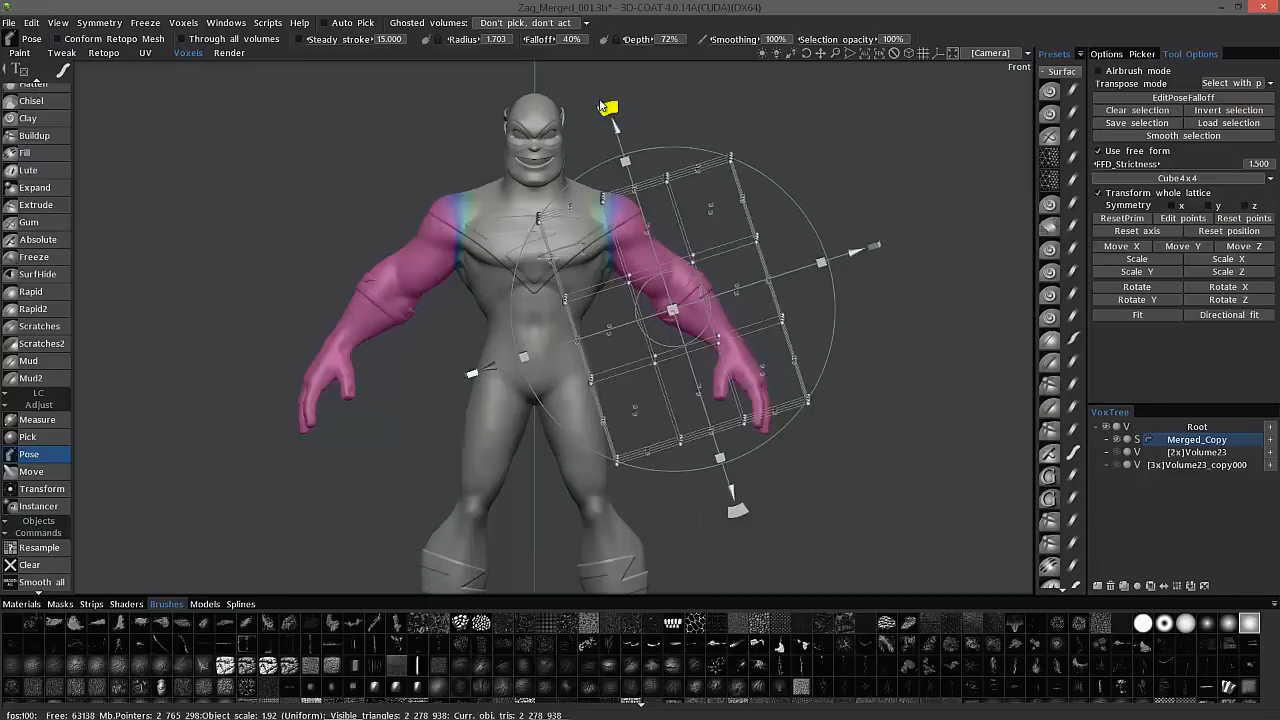 Zaq_Merged_001.3b* - 3D-COAT 4.0.14A(CUDA)(DX64)
File Edit View Camera Symmetry Freeze Voxels Windows Scripts Help Auto Pick Ghosted volumes: Don't pick, don't act
Pose Conform Retopo Mesh Through all volumes Steady stroke 15.000 Radius 1.703 Falloff 40% Depth 72% Smoothing 100% Selection opacity 100%
Paint Tweak Retopo UV Voxels Render [Camera] Presets Options Picker Tool Options
Front
Flatten
Chisel
Clay
Buildup
Fill
Lute
Expand
Extrude
Gum
Absolute
Freeze
SurfHide
Rapid
Rapid2
Scratches
Scratches2
Mud
Mud2
LC
Adjust
Measure
Pick
Pose
Move
Transform
Instancer
Objects
Commands
Resample
Clear
Smooth all
- Surfac
Airbrush mode
Transpose mode Select with p
EditPoseFalloff
Clear selection Invert selection
Save selection Load selection
Smooth selection
Use free form
FFD_Strictness 1.500
Cube4x4
Transform whole lattice
Symmetry x y z
ResetPrim Edit points Reset points
Reset axis Reset position
Move X Move Y Move Z
Scale Scale X
Scale Y Scale Z
Rotate Rotate X
Rotate Y Rotate Z
Fit Directional fit
VoxTree
V Root
S Merged_Copy
V [2x]Volume23
V [3x]Volume23_copy000
Materials Masks Strips Shaders Brushes Models Splines
fps:100; Free: 63138 Mb.Pointers: 2 765 298;Object scale: 1.92 (Uniform); Visible_triangles: 2 278 938; Curr. obj. tris: 2 278 938